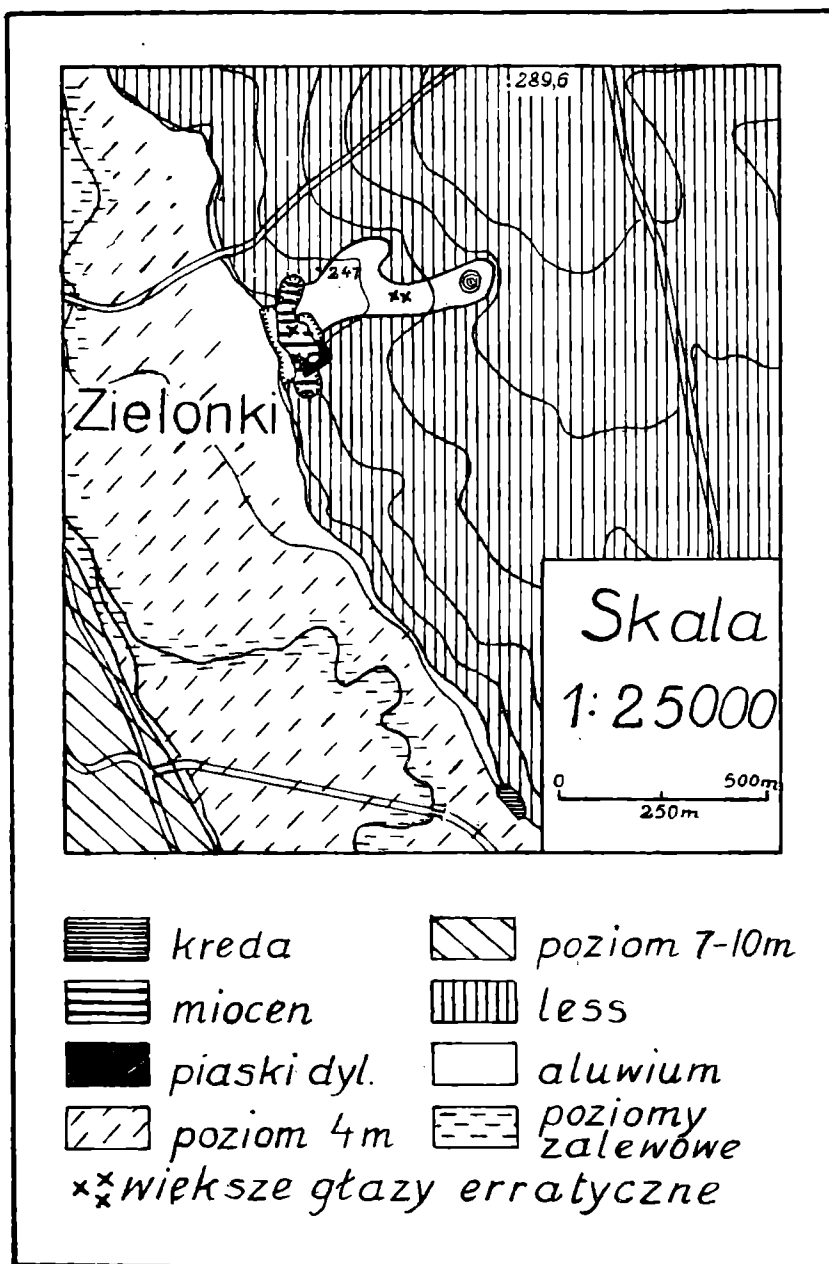 289,6
247
Zielonki
Skala
1:25000
0 500m
250m
kreda
poziom 7-10m
miocen
less
piaski dyl.
aluwium
poziom 4m
poziomy
zalewowe
większe głazy erratyczne